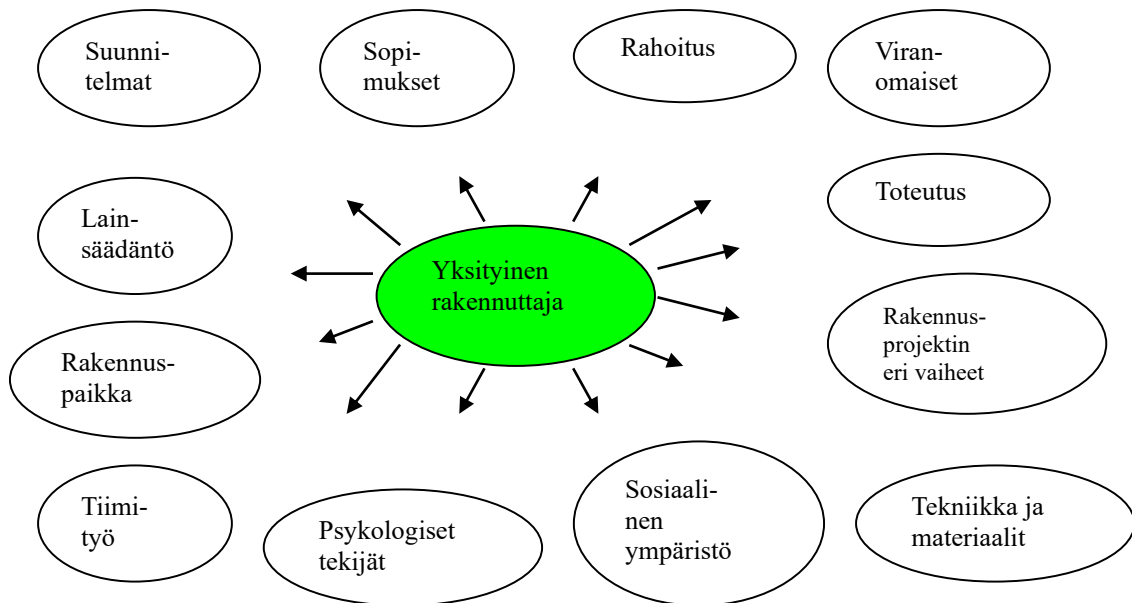 Suunni-
telmat
Sopi-
mukset
Rahoitus
Viran-
omaiset
Lain-
säädäntö
Toteutus
Yksityinen
rakennuttaja
Rakennus-
projektin
eri vaiheet
Rakennus-
paikka
Tiimi-
työ
Psykologiset
tekijät
Sosiaali-
nen
ympäristö
Tekniikka ja
materiaalit